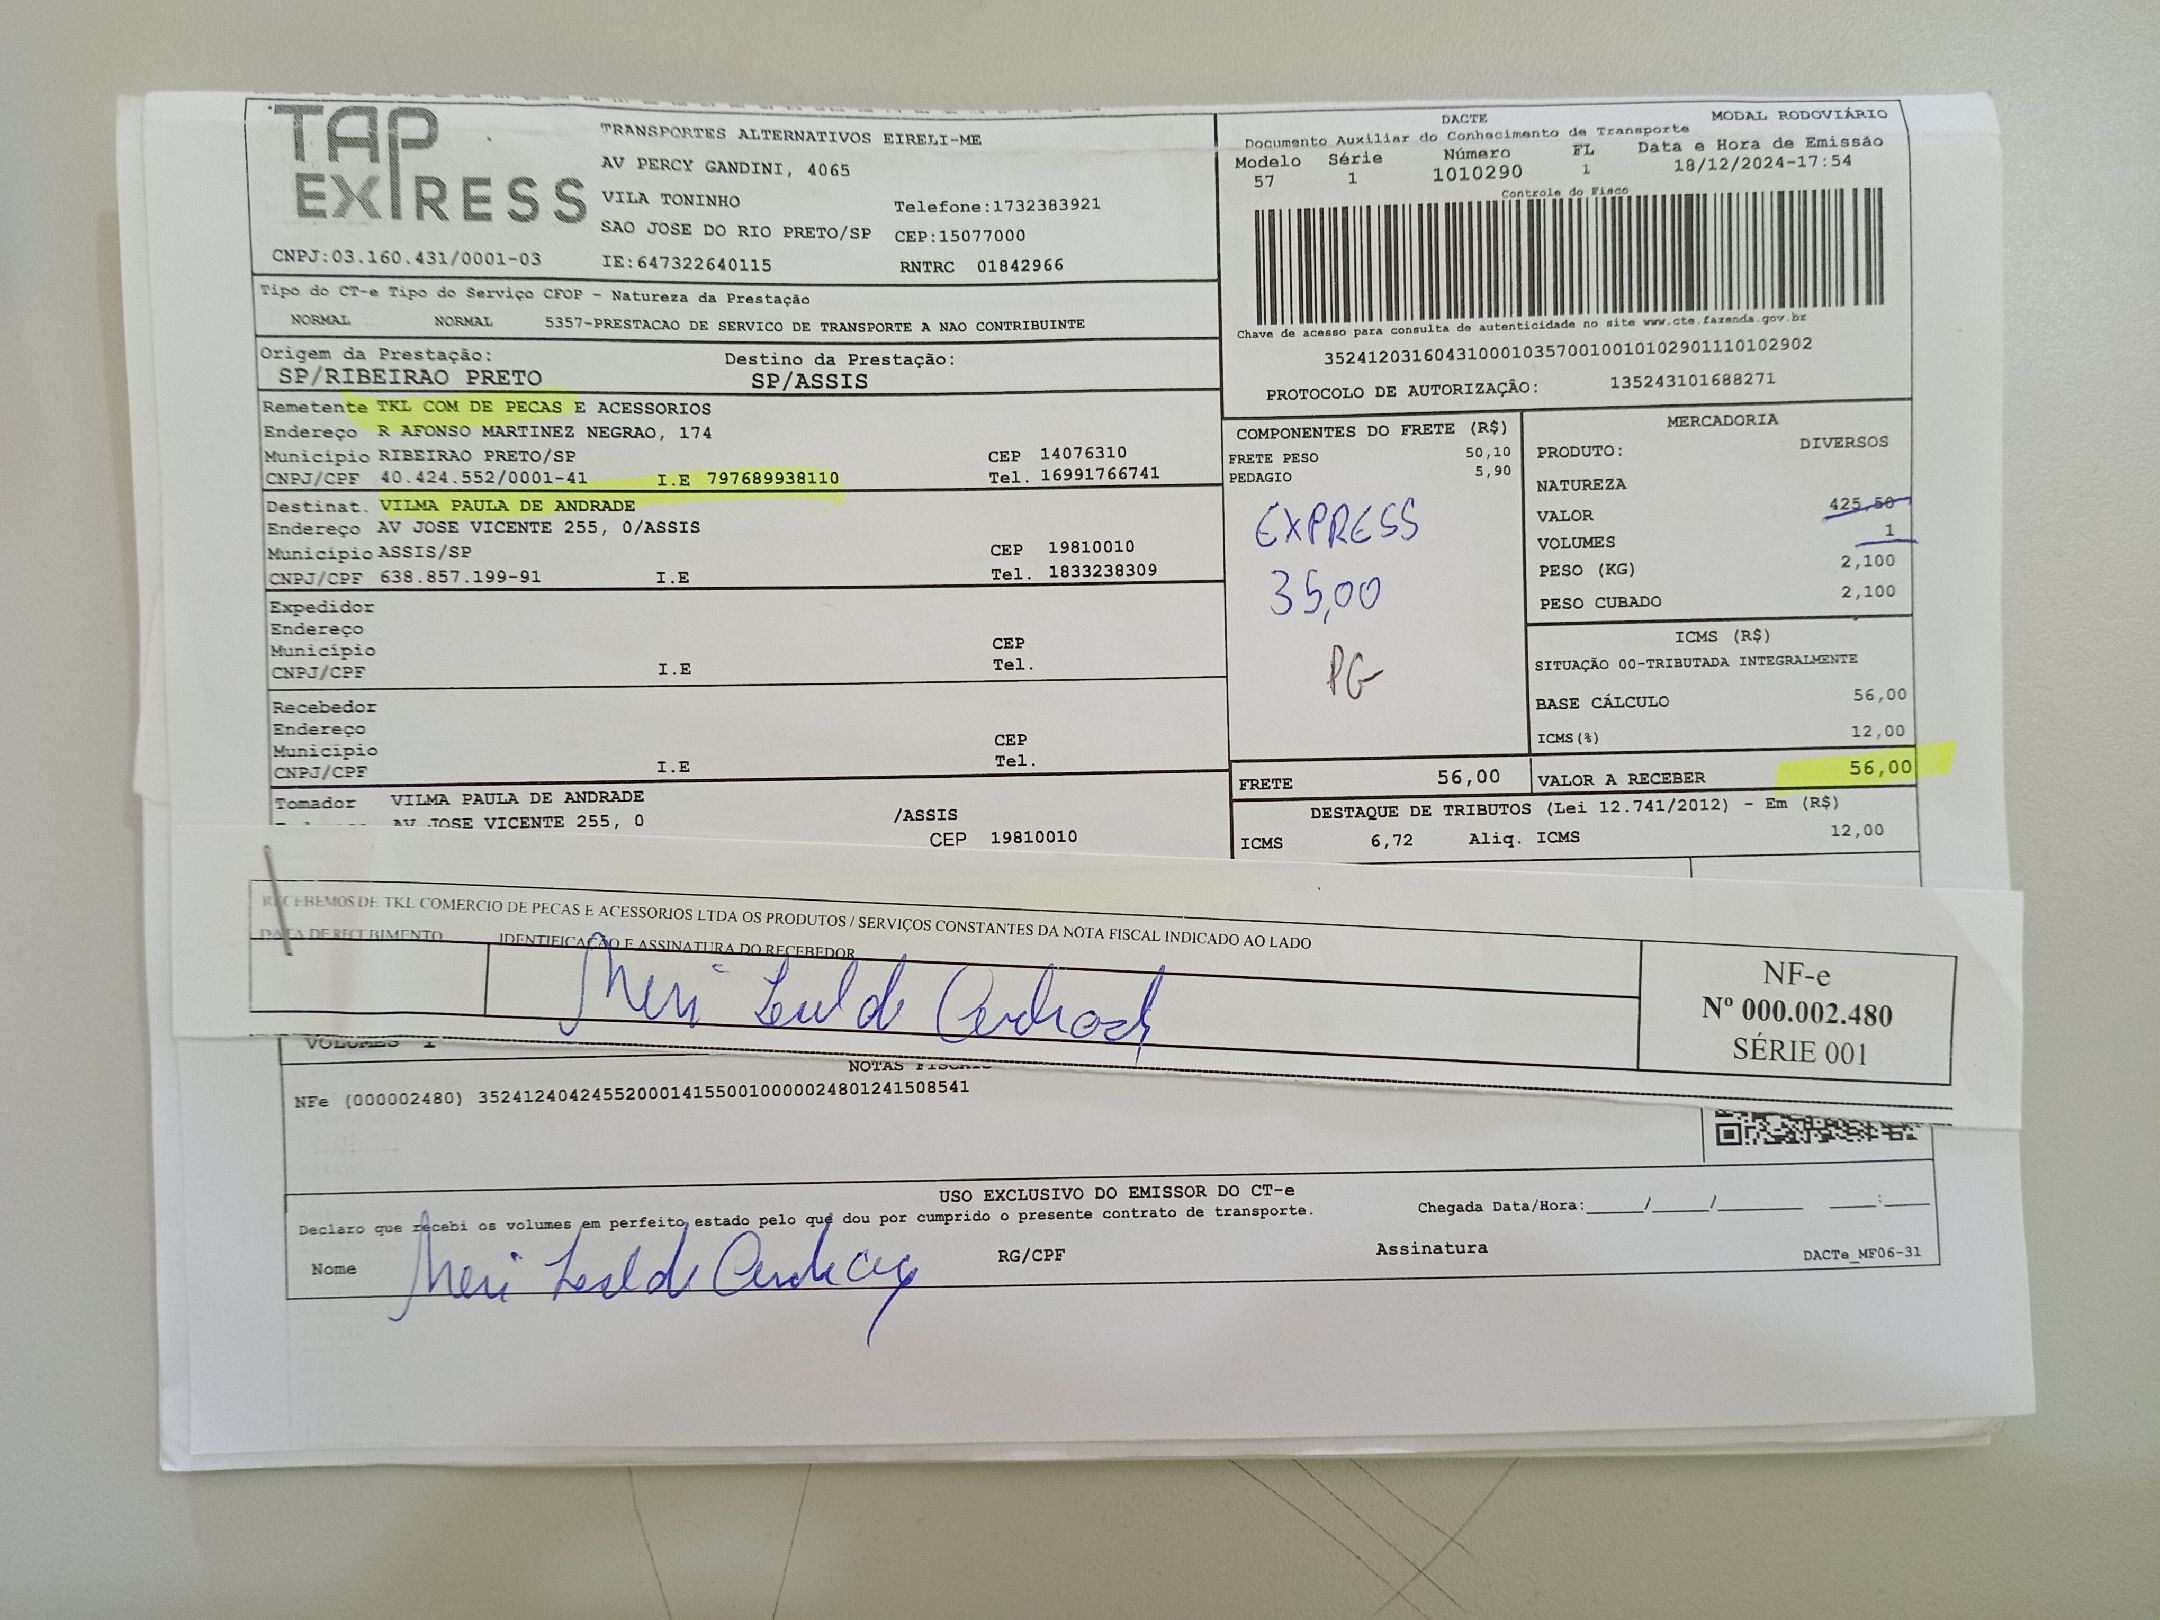 TAP
EXPRESS
TRANSPORTES ALTERNATIVOS EIRELI-ME
AV PERCY GANDINI, 4065
VILA TONINHO Telefone:1732383921
SAO JOSE DO RIO PRETO/SP CEP:15077000
CNPJ:03.160.431/0001-03 IE:647322640115 RNTRC 01842966
DACTE MODAL RODOVIÁRIO
Documento Auxiliar do Conhecimento de Transporte
Modelo Série Número FL Data e Hora de Emissão
57 1 1010290 1 18/12/2024-17:54
Controle do Fisco
Chave de acesso para consulta de autenticidade no site www.cte.fazenda.gov.br
35241203160431000103570010010102901110102902
PROTOCOLO DE AUTORIZAÇÃO: 135243101688271
Tipo do CT-e Tipo do Serviço CFOP - Natureza da Prestação
NORMAL NORMAL 5357-PRESTACAO DE SERVICO DE TRANSPORTE A NAO CONTRIBUINTE
Origem da Prestação: Destino da Prestação:
SP/RIBEIRAO PRETO SP/ASSIS
Remetente TKL COM DE PECAS E ACESSORIOS
Endereço R AFONSO MARTINEZ NEGRAO, 174
Município RIBEIRAO PRETO/SP CEP 14076310
CNPJ/CPF 40.424.552/0001-41 I.E 797689938110 Tel. 16991766741
Destinat. VILMA PAULA DE ANDRADE
Endereço AV JOSE VICENTE 255, 0/ASSIS
Município ASSIS/SP CEP 19810010
CNPJ/CPF 638.857.199-91 I.E Tel. 1833238309
Expedidor
Endereço
Município CEP
CNPJ/CPF I.E Tel.
Recebedor
Endereço
Município CEP
CNPJ/CPF I.E Tel.
Tomador VILMA PAULA DE ANDRADE
AV JOSE VICENTE 255, 0 /ASSIS
CEP 19810010
COMPONENTES DO FRETE (R$)
FRETE PESO 50,10
PEDAGIO 5,90
EXPRESS
35,00
PG
MERCADORIA
PRODUTO: DIVERSOS
NATUREZA
VALOR 425,50
VOLUMES 1
PESO (KG) 2,100
PESO CUBADO 2,100
ICMS (R$)
SITUAÇÃO 00-TRIBUTADA INTEGRALMENTE
BASE CÁLCULO 56,00
ICMS(%) 12,00
FRETE 56,00 VALOR A RECEBER 56,00
DESTAQUE DE TRIBUTOS (Lei 12.741/2012) - Em (R$)
ICMS 6,72 Aliq. ICMS 12,00
RECEBEMOS DE TKL COMERCIO DE PECAS E ACESSORIOS LTDA OS PRODUTOS / SERVIÇOS CONSTANTES DA NOTA FISCAL INDICADO AO LADO
DATA DE RECEBIMENTO IDENTIFICAÇÃO E ASSINATURA DO RECEBEDOR
NF-e
Nº 000.002.480
SÉRIE 001
VOLUMES 1
NOTAS FISCAIS
NFe (000002480) 35241240424552000141550010000024801241508541
USO EXCLUSIVO DO EMISSOR DO CT-e
Declaro que recebi os volumes em perfeito estado pelo que dou por cumprido o presente contrato de transporte.
Chegada Data/Hora:____/____/______ ___:___
Nome RG/CPF Assinatura
DACTe_MF06-31